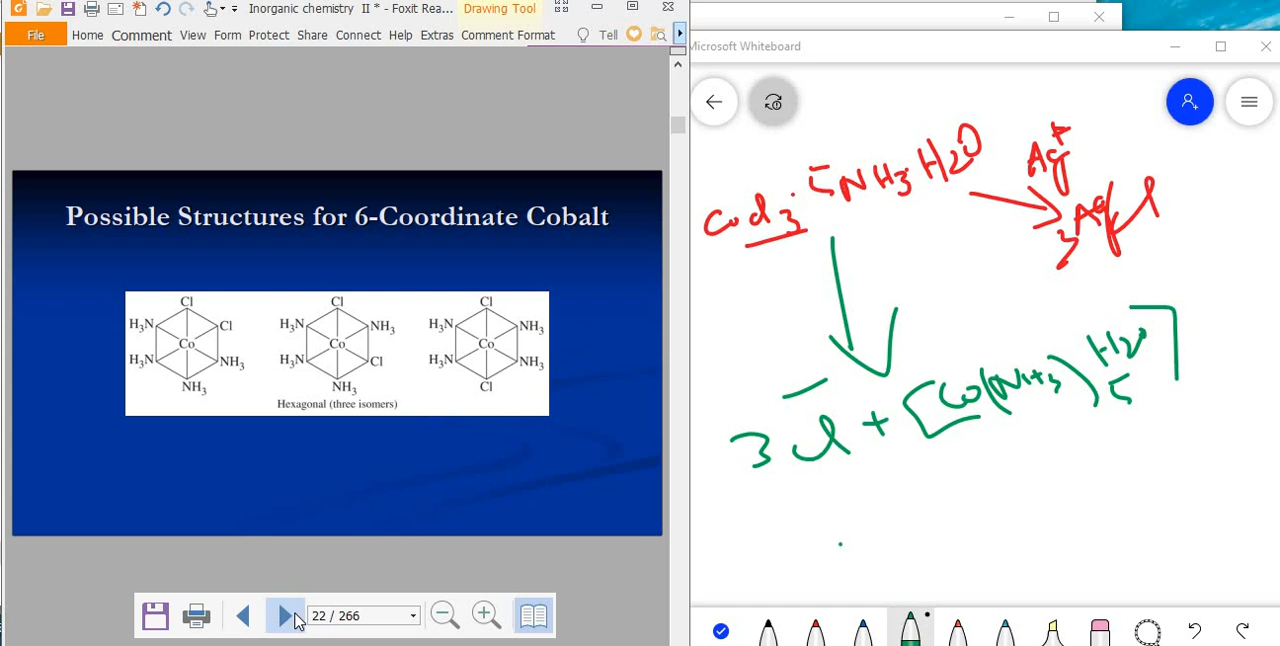 Inorganic chemistry II * - Foxit Rea...
Drawing Tool
File Home Comment View Form Protect Share Connect Help Extras Comment Format Tell
Possible Structures for 6-Coordinate Cobalt
Cl
H3N Cl
Co
H3N NH3
NH3
Cl
H3N NH3
Co
H3N Cl
NH3
Cl
H3N NH3
Co
H3N NH3
Cl
Hexagonal (three isomers)
22 / 266
Microsoft Whiteboard
CoCl3 5NH3 H2O
Ag+
3AgCl
3Cl- + [Co(NH3)5 H2O]